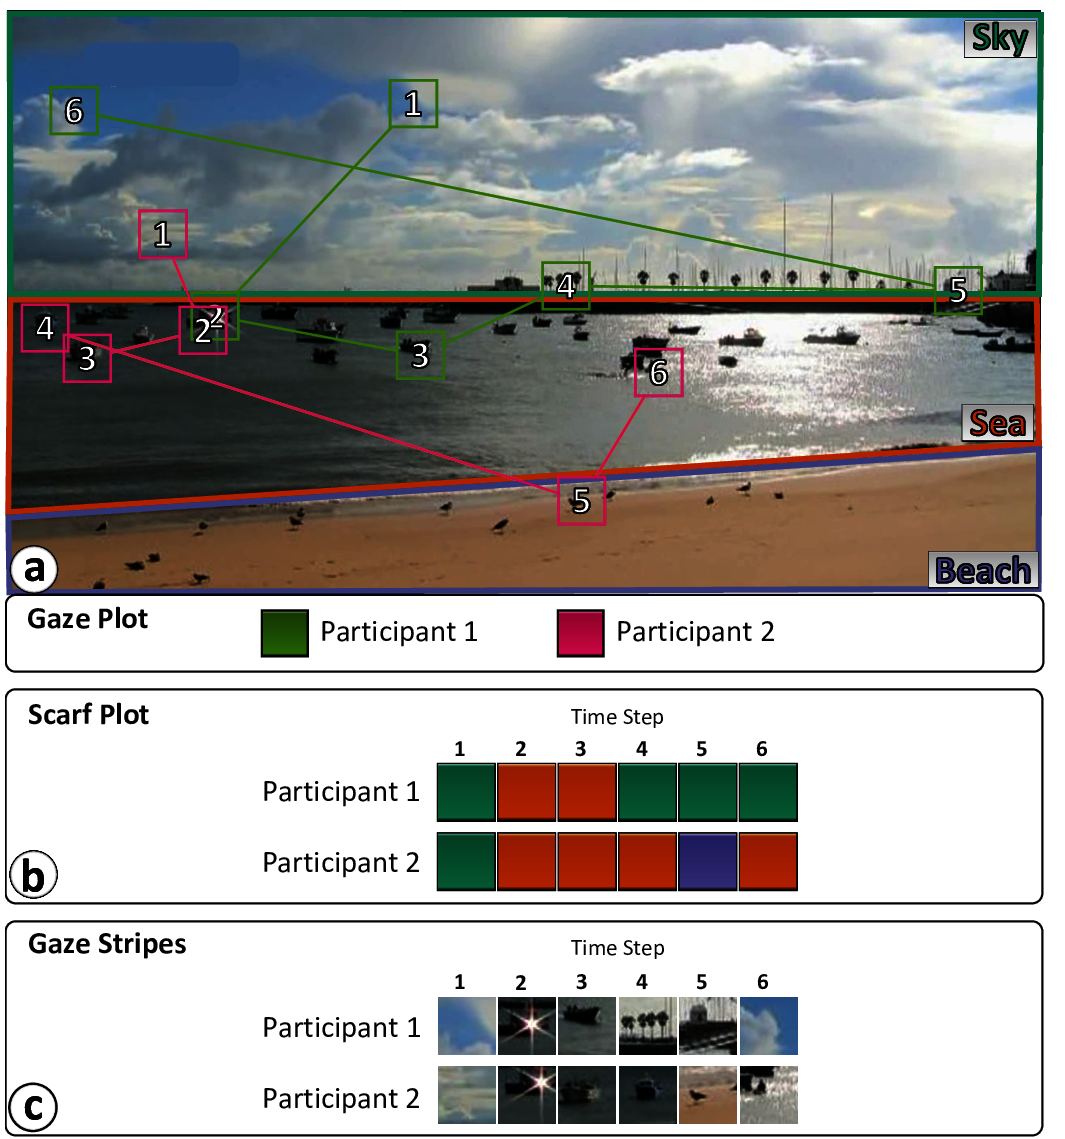 Sky
6
1
1
4
5
4
2
2
3
3
6
Sea
5
a
Beach
Gaze Plot
Participant 1
Participant 2
Scarf Plot
Time Step
1 2 3 4 5 6
Participant 1
Participant 2
b
Gaze Stripes
Time Step
1 2 3 4 5 6
Participant 1
Participant 2
c